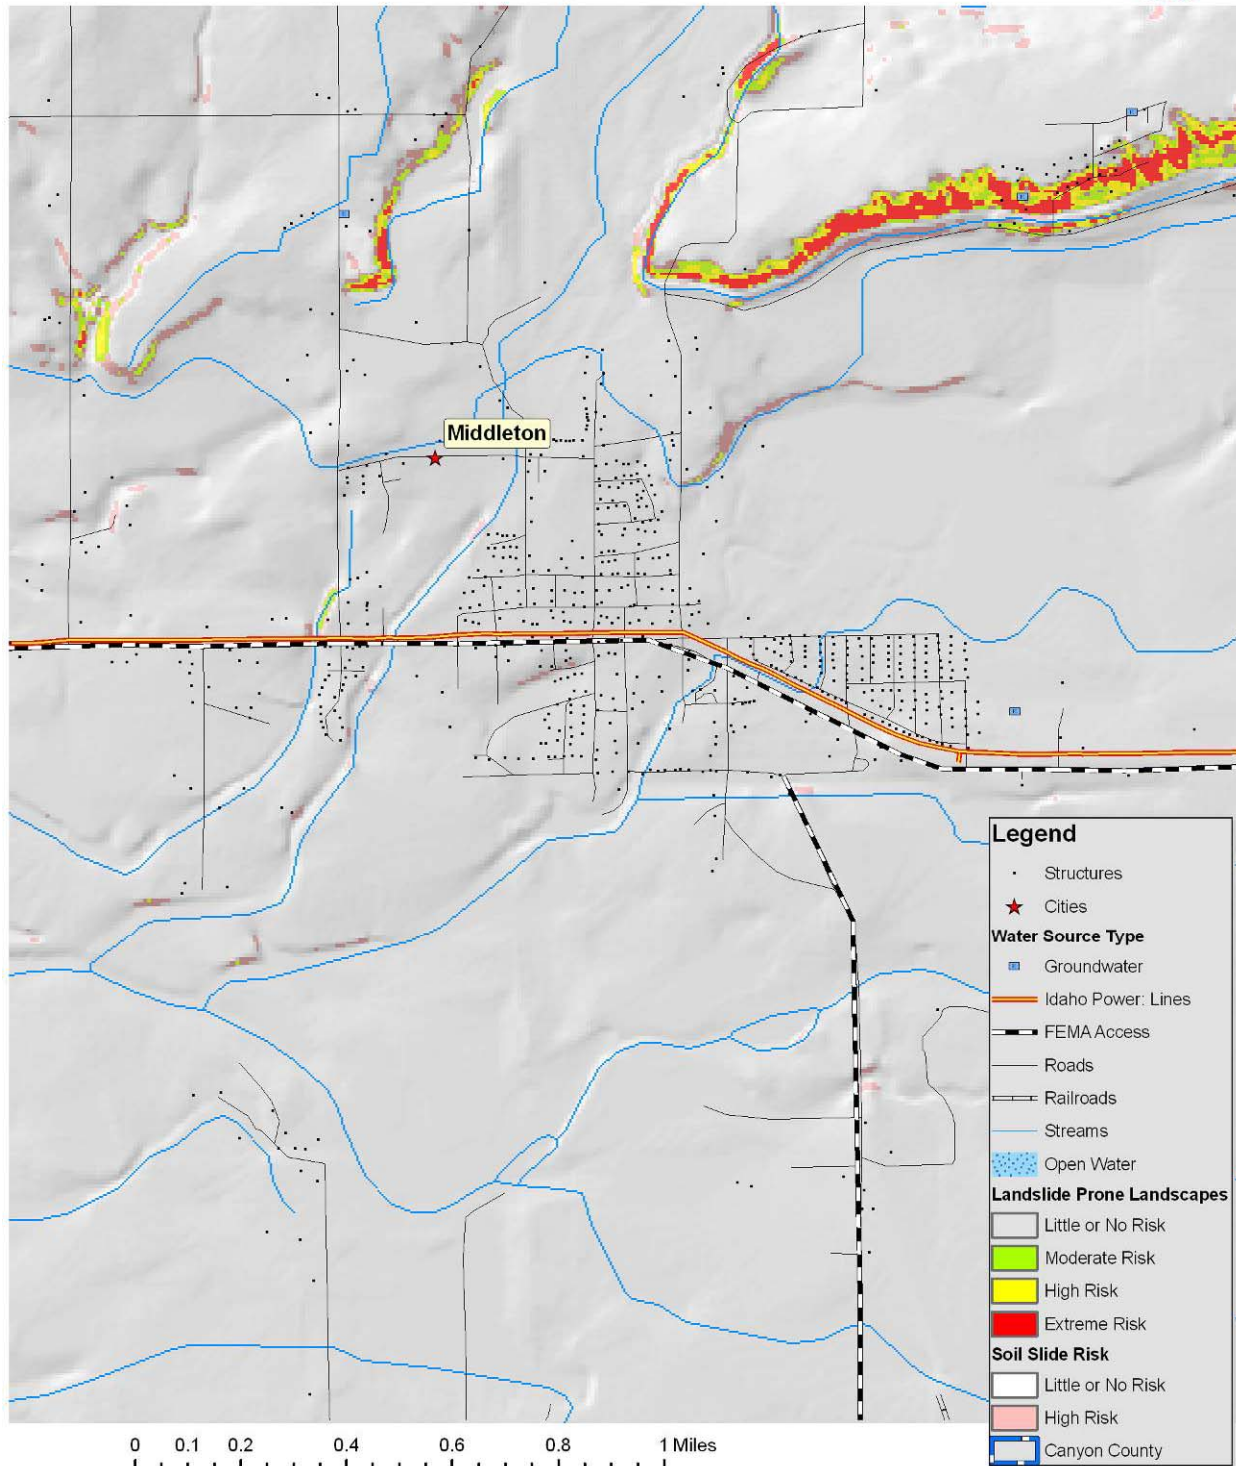 Middleton
Legend
Structures
Cities
Water Source Type
Groundwater
Idaho Power: Lines
FEMA Access
Roads
Railroads
Streams
Open Water
Landslide Prone Landscapes
Little or No Risk
Moderate Risk
High Risk
Extreme Risk
Soil Slide Risk
Little or No Risk
High Risk
Canyon County
0 0.1 0.2 0.4 0.6 0.8 1 Miles